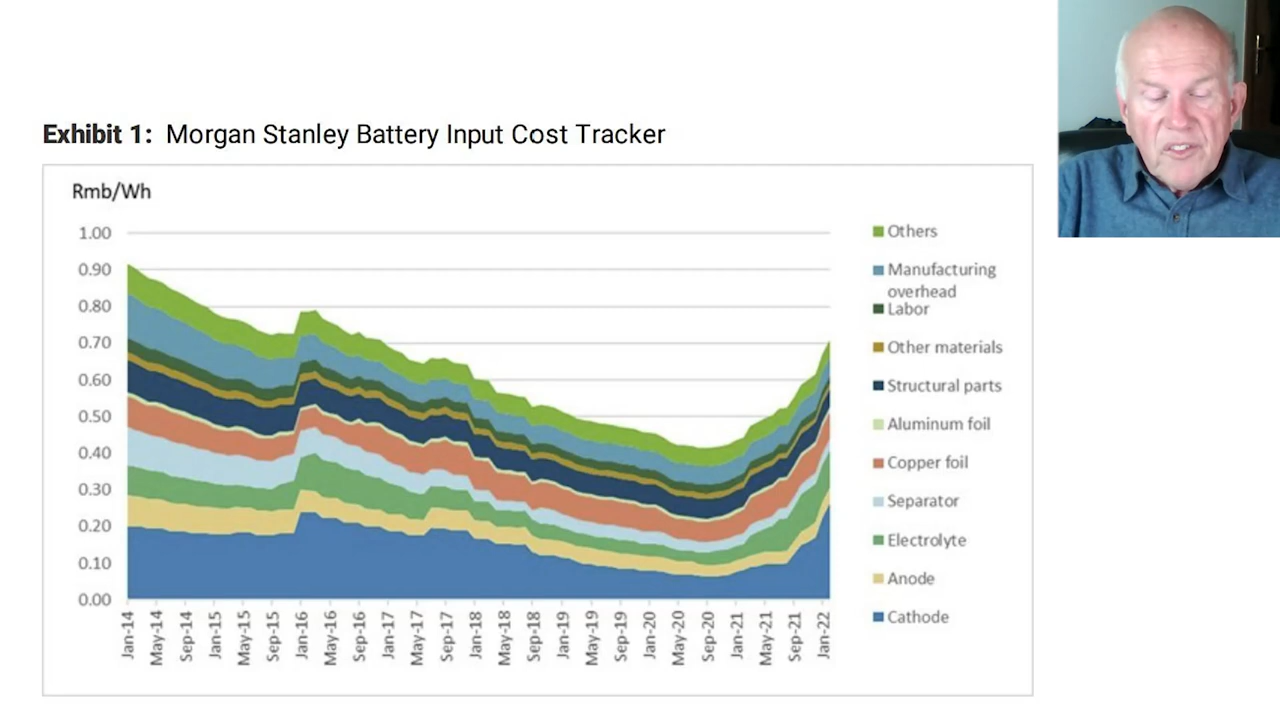 Exhibit 1: Morgan Stanley Battery Input Cost Tracker
Rmb/Wh
1.00
0.90
0.80
0.70
0.60
0.50
0.40
0.30
0.20
0.10
0.00
Jan-14
May-14
Sep-14
Jan-15
May-15
Sep-15
Jan-16
May-16
Sep-16
Jan-17
May-17
Sep-17
Jan-18
May-18
Sep-18
Jan-19
May-19
Sep-19
Jan-20
May-20
Sep-20
Jan-21
May-21
Sep-21
Jan-22
Others
Manufacturing
overhead
Labor
Other materials
Structural parts
Aluminum foil
Copper foil
Separator
Electrolyte
Anode
Cathode